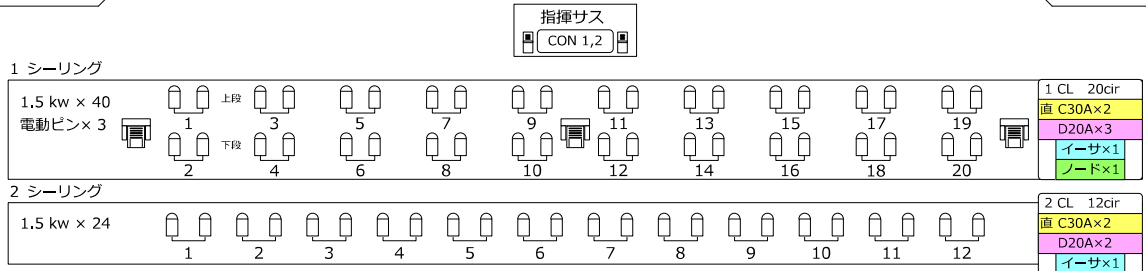 指揮サス
CON 1,2
1 シーリング
1.5 kw × 40
電動ピン× 3
上段
1 3 5 7 9 11 13 15 17 19
下段
2 4 6 8 10 12 14 16 18 20
1 CL 20cir
直 C30A×2
D20A×3
イーサ×1
ノード×1
2 シーリング
1.5 kw × 24
1 2 3 4 5 6 7 8 9 10 11 12
2 CL 12cir
直 C30A×2
D20A×2
イーサ×1